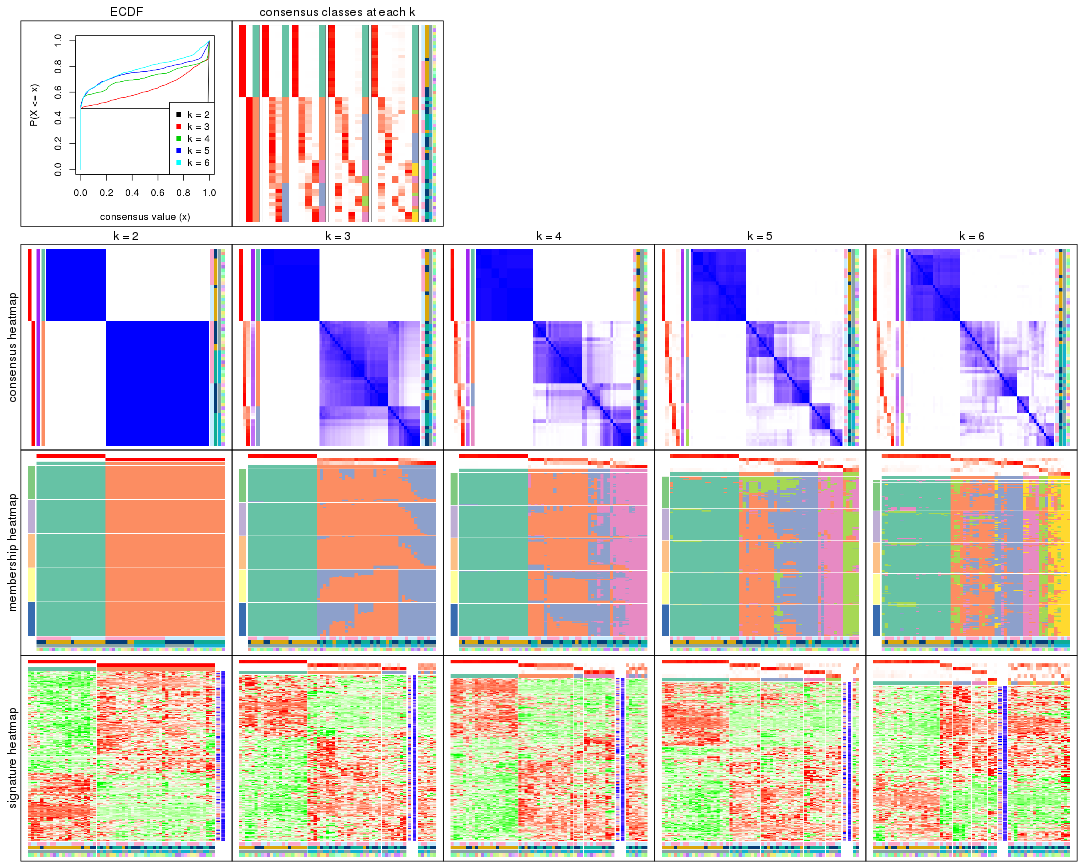 ECDF
consensus classes at each k
P(X <= x)
1.0
0.8
0.6
0.4
0.2
0.0
k = 2
k = 3
k = 4
k = 5
k = 6
0.0 0.2 0.4 0.6 0.8 1.0
consensus value (x)
k = 2
k = 3
k = 4
k = 5
k = 6
consensus heatmap
membership heatmap
signature heatmap